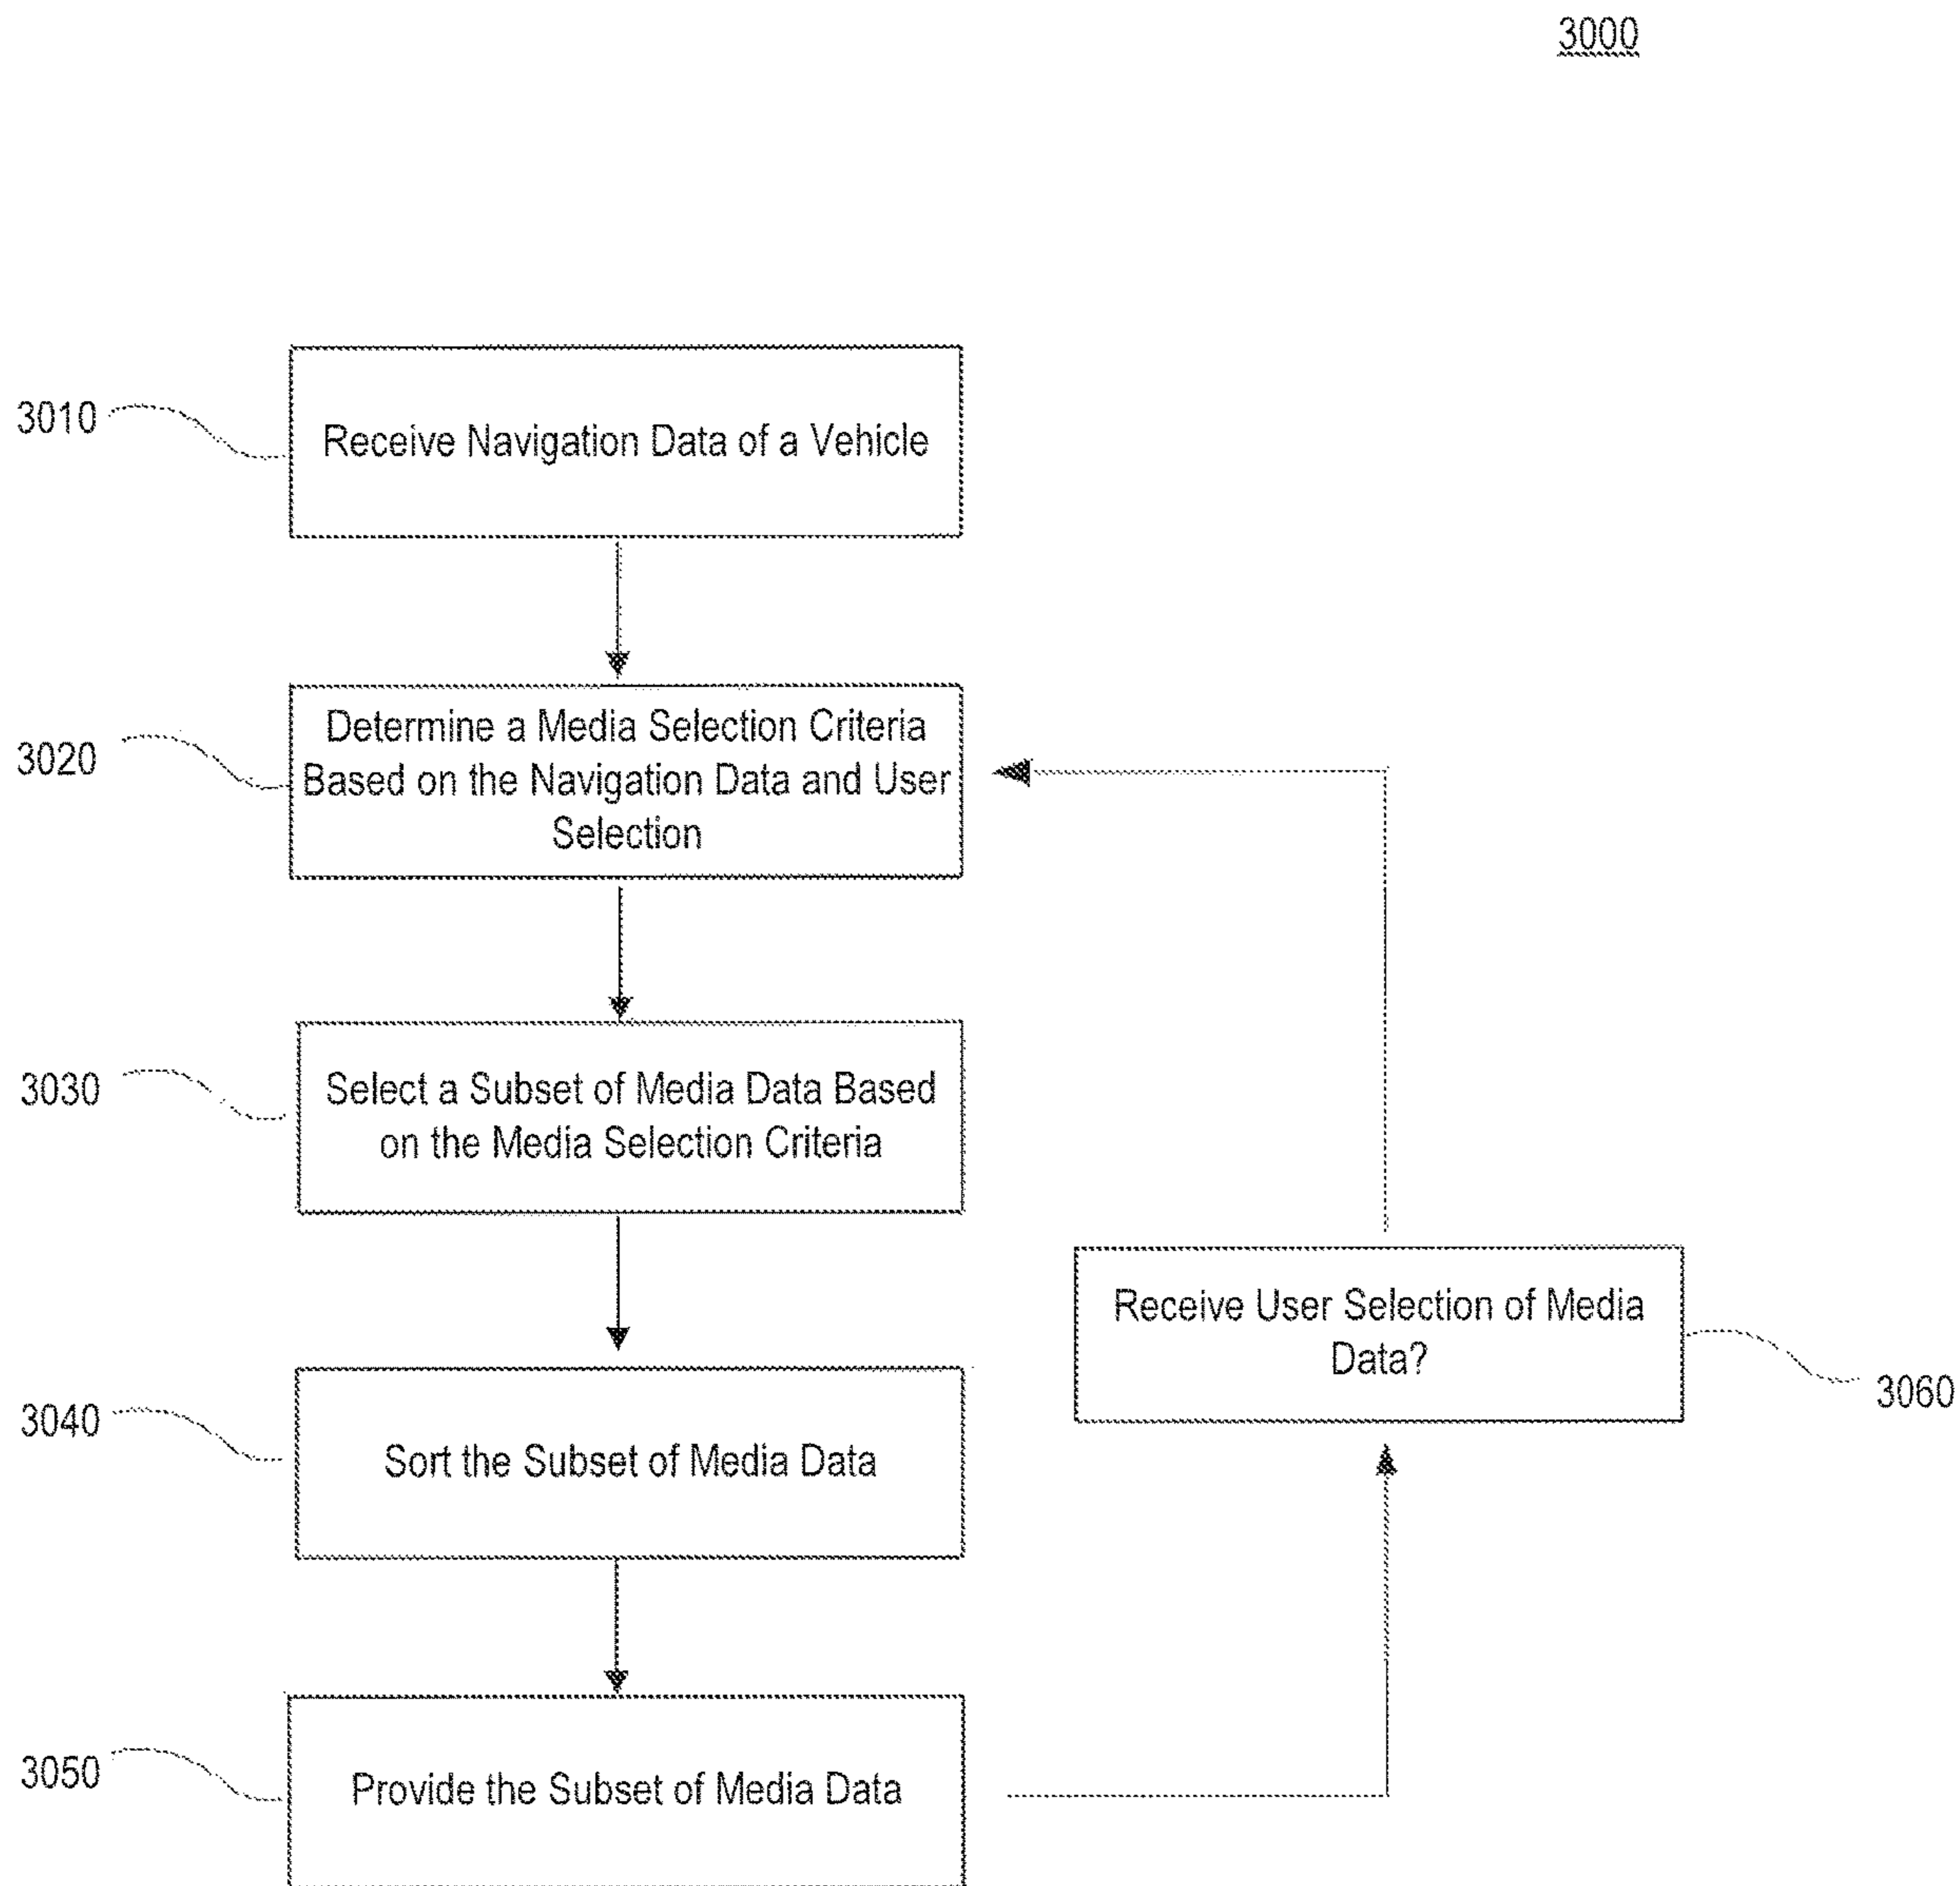 3000
3010
Receive Navigation Data of a Vehicle
3020
Determine a Media Selection Criteria
Based on the Navigation Data and User
Selection
3030
Select a Subset of Media Data Based
on the Media Selection Criteria
Receive User Selection of Media
Data?
3060
3040
Sort the Subset of Media Data
3050
Provide the Subset of Media Data